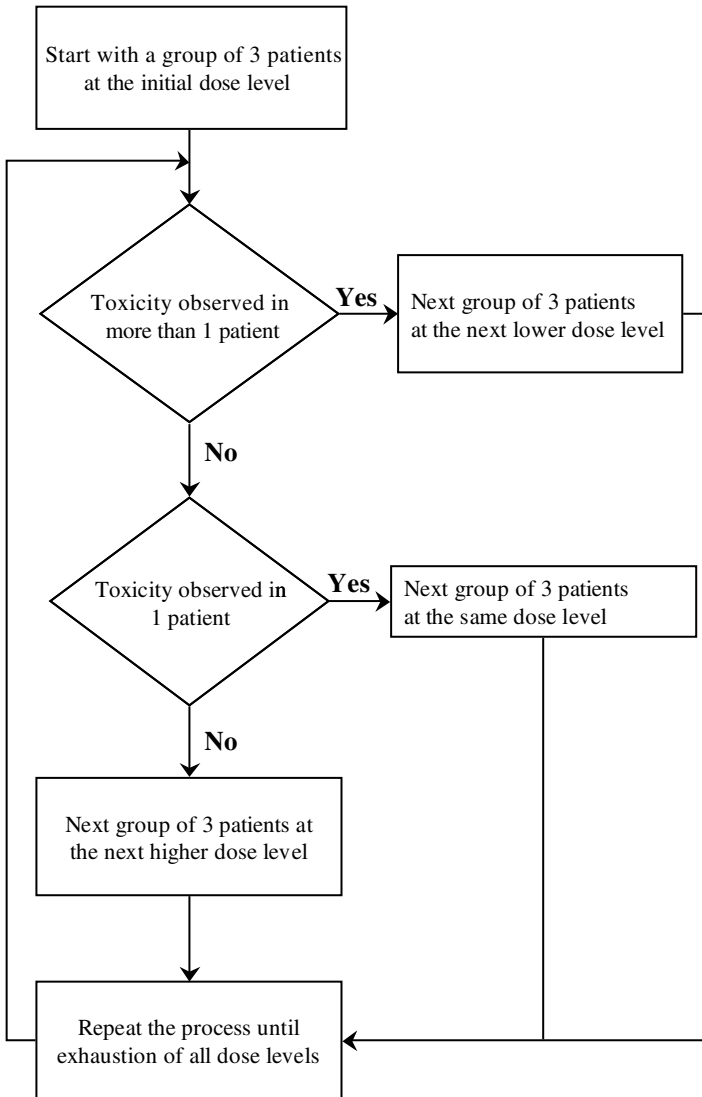 Start with a group of 3 patients
at the initial dose level
Toxicity observed in
more than 1 patient
Yes
Next group of 3 patients
at the next lower dose level
No
Toxicity observed in
1 patient
Yes
Next group of 3 patients
at the same dose level
No
Next group of 3 patients at
the next higher dose level
Repeat the process until
exhaustion of all dose levels